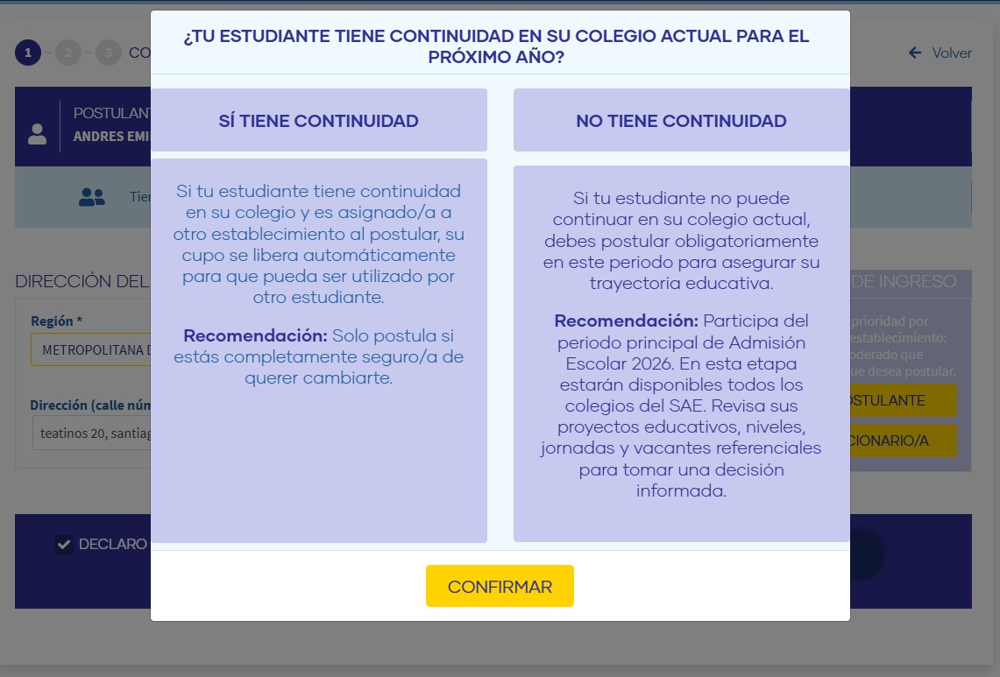 ¿TU ESTUDIANTE TIENE CONTINUIDAD EN SU COLEGIO ACTUAL PARA EL
PRÓXIMO AÑO?
1 2 3
Volver
POSTULANT
ANDRES EMI
SÍ TIENE CONTINUIDAD
Si tu estudiante tiene continuidad
en su colegio y es asignado/a a
otro establecimiento al postular, su
cupo se libera automáticamente
para que pueda ser utilizado por
otro estudiante.
Recomendación: Solo postula si
estás completamente seguro/a de
querer cambiarte.
NO TIENE CONTINUIDAD
Si tu estudiante no puede
continuar en su colegio actual,
debes postular obligatoriamente
en este periodo para asegurar su
trayectoria educativa.
Recomendación: Participa del
periodo principal de Admisión
Escolar 2026. En esta etapa
estarán disponibles todos los
colegios del SAE. Revisa sus
proyectos educativos, niveles,
jornadas y vacantes referenciales
para tomar una decisión
informada.
CONFIRMAR
DIRECCIÓN DEL
Región *
METROPOLITANA D
Dirección (calle núm
teatinos 20, santiag
DE INGRESO
prioridad por
establecimiento:
oderado que
ue desea postular.
OSTULANTE
CIONARIO/A
DECLARO